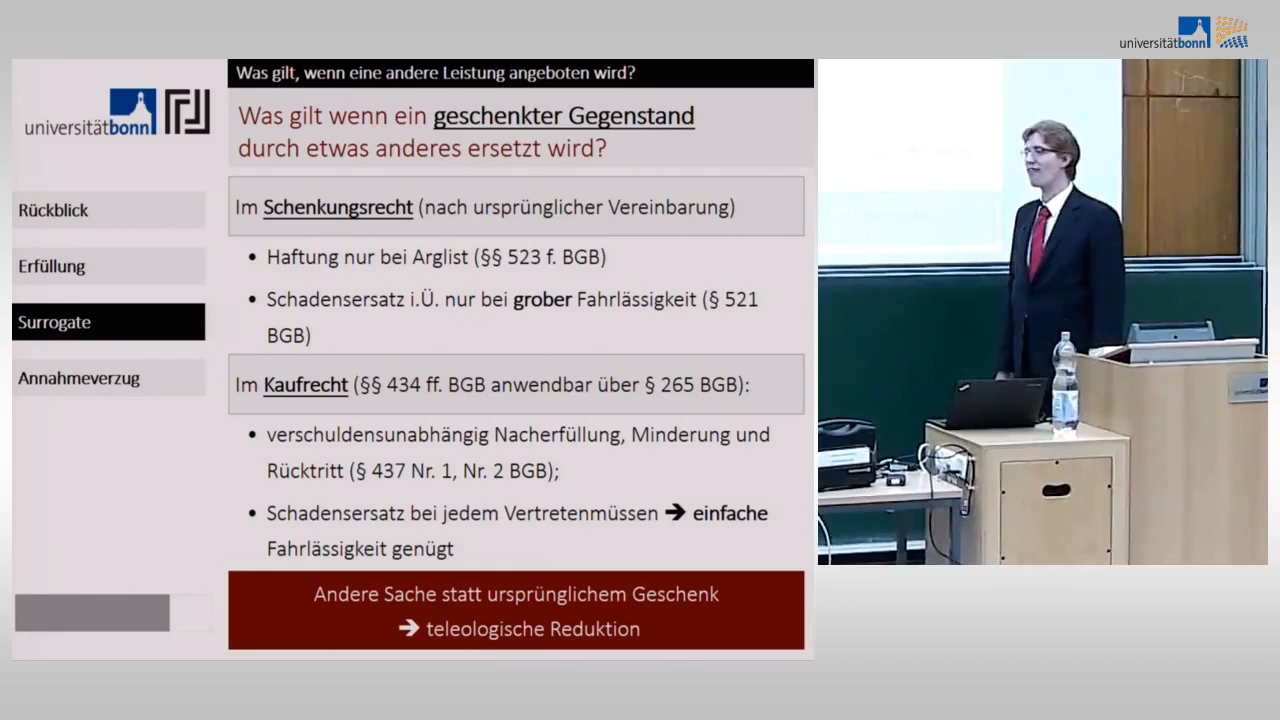 universitätbonn
Was gilt, wenn eine andere Leistung angeboten wird?
universitätbonn
Was gilt wenn ein geschenkter Gegenstand
durch etwas anderes ersetzt wird?
Rückblick
Erfüllung
Surrogate
Annahmeverzug
Im Schenkungsrecht (nach ursprünglicher Vereinbarung)
• Haftung nur bei Arglist (§§ 523 f. BGB)
• Schadensersatz i.Ü. nur bei grober Fahrlässigkeit (§ 521
BGB)
Im Kaufrecht (§§ 434 ff. BGB anwendbar über § 265 BGB):
• verschuldensunabhängig Nacherfüllung, Minderung und
Rücktritt (§ 437 Nr. 1, Nr. 2 BGB);
• Schadensersatz bei jedem Vertretenmüssen ➔ einfache
Fahrlässigkeit genügt
Andere Sache statt ursprünglichem Geschenk
➔ teleologische Reduktion